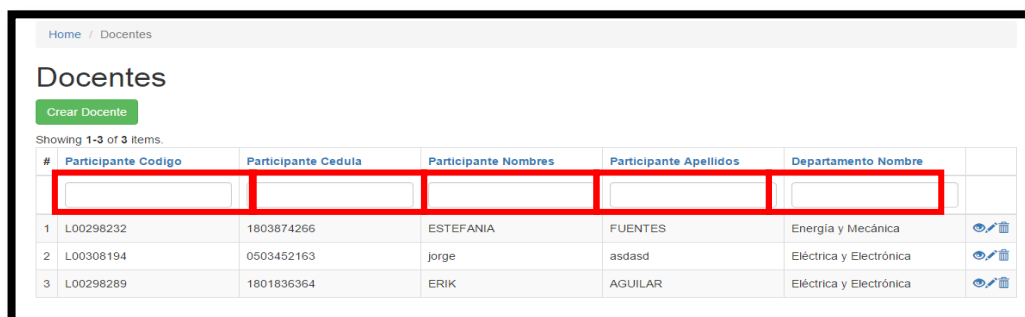 Home / Docentes
Docentes
Crear Docente
Showing 1-3 of 3 items.
# Participante Codigo Participante Cedula Participante Nombres Participante Apellidos Departamento Nombre
1 L00298232 1803874266 ESTEFANIA FUENTES Energía y Mecánica
2 L00308194 0503452163 jorge asdasd Eléctrica y Electrónica
3 L00298289 1801836364 ERIK AGUILAR Eléctrica y Electrónica